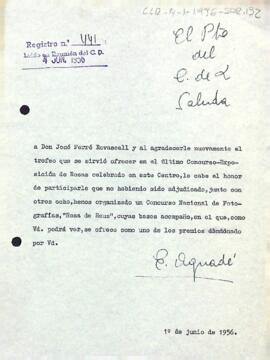 CLR-4-1-1956-SDR.192
Registro n.º 441
Leído en Reunión del C.D.
4 JUN. 1956
El Pte
del
C. de L
Saluda
a Don José Ferré Revascall y al agradecerle nuevamente el
trofeo que se sirvió ofrecer en el último Concurso-Expo-
sición de Rosas celebrado en este Centro, le cabe el honor
de participarle que no habiendo sido adjudicado, junto con
otros ocho, hemos organizado un Concurso Nacional de Foto-
grafías, "Rosa de Reus", cuyas bases acompaño, en el que, como
Vd. podrá ver, se ofrece como uno de los premios donado
por Vd.
E. Aguadé
1º de junio de 1956.